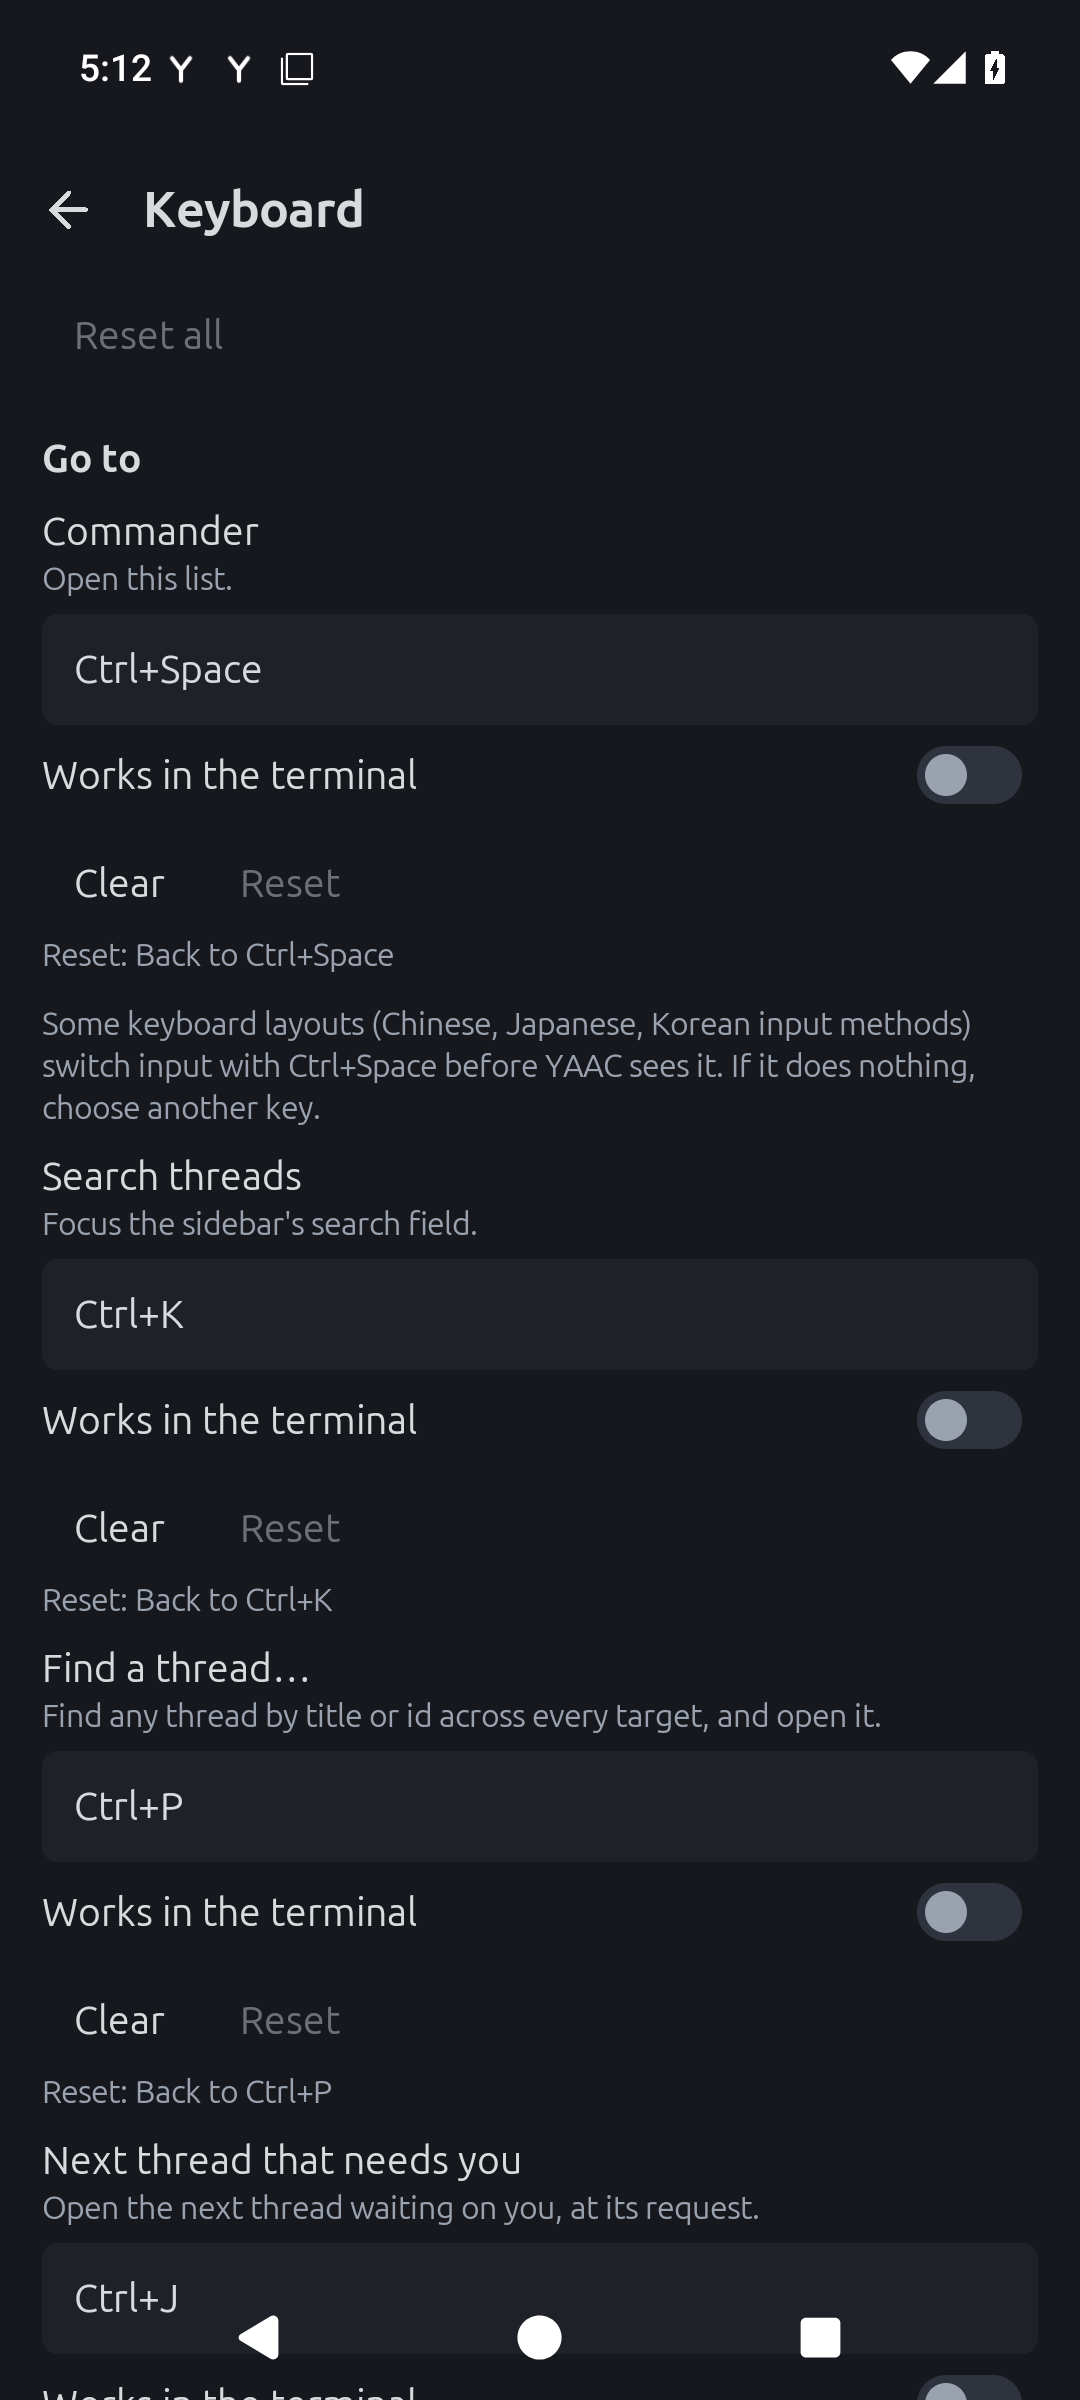 5:12
Keyboard
Reset all
Go to
Commander
Open this list.
Ctrl+Space
Works in the terminal
Clear Reset
Reset: Back to Ctrl+Space
Some keyboard layouts (Chinese, Japanese, Korean input methods)
switch input with Ctrl+Space before YAAC sees it. If it does nothing,
choose another key.
Search threads
Focus the sidebar's search field.
Ctrl+K
Works in the terminal
Clear Reset
Reset: Back to Ctrl+K
Find a thread…
Find any thread by title or id across every target, and open it.
Ctrl+P
Works in the terminal
Clear Reset
Reset: Back to Ctrl+P
Next thread that needs you
Open the next thread waiting on you, at its request.
Ctrl+J
Works in the terminal